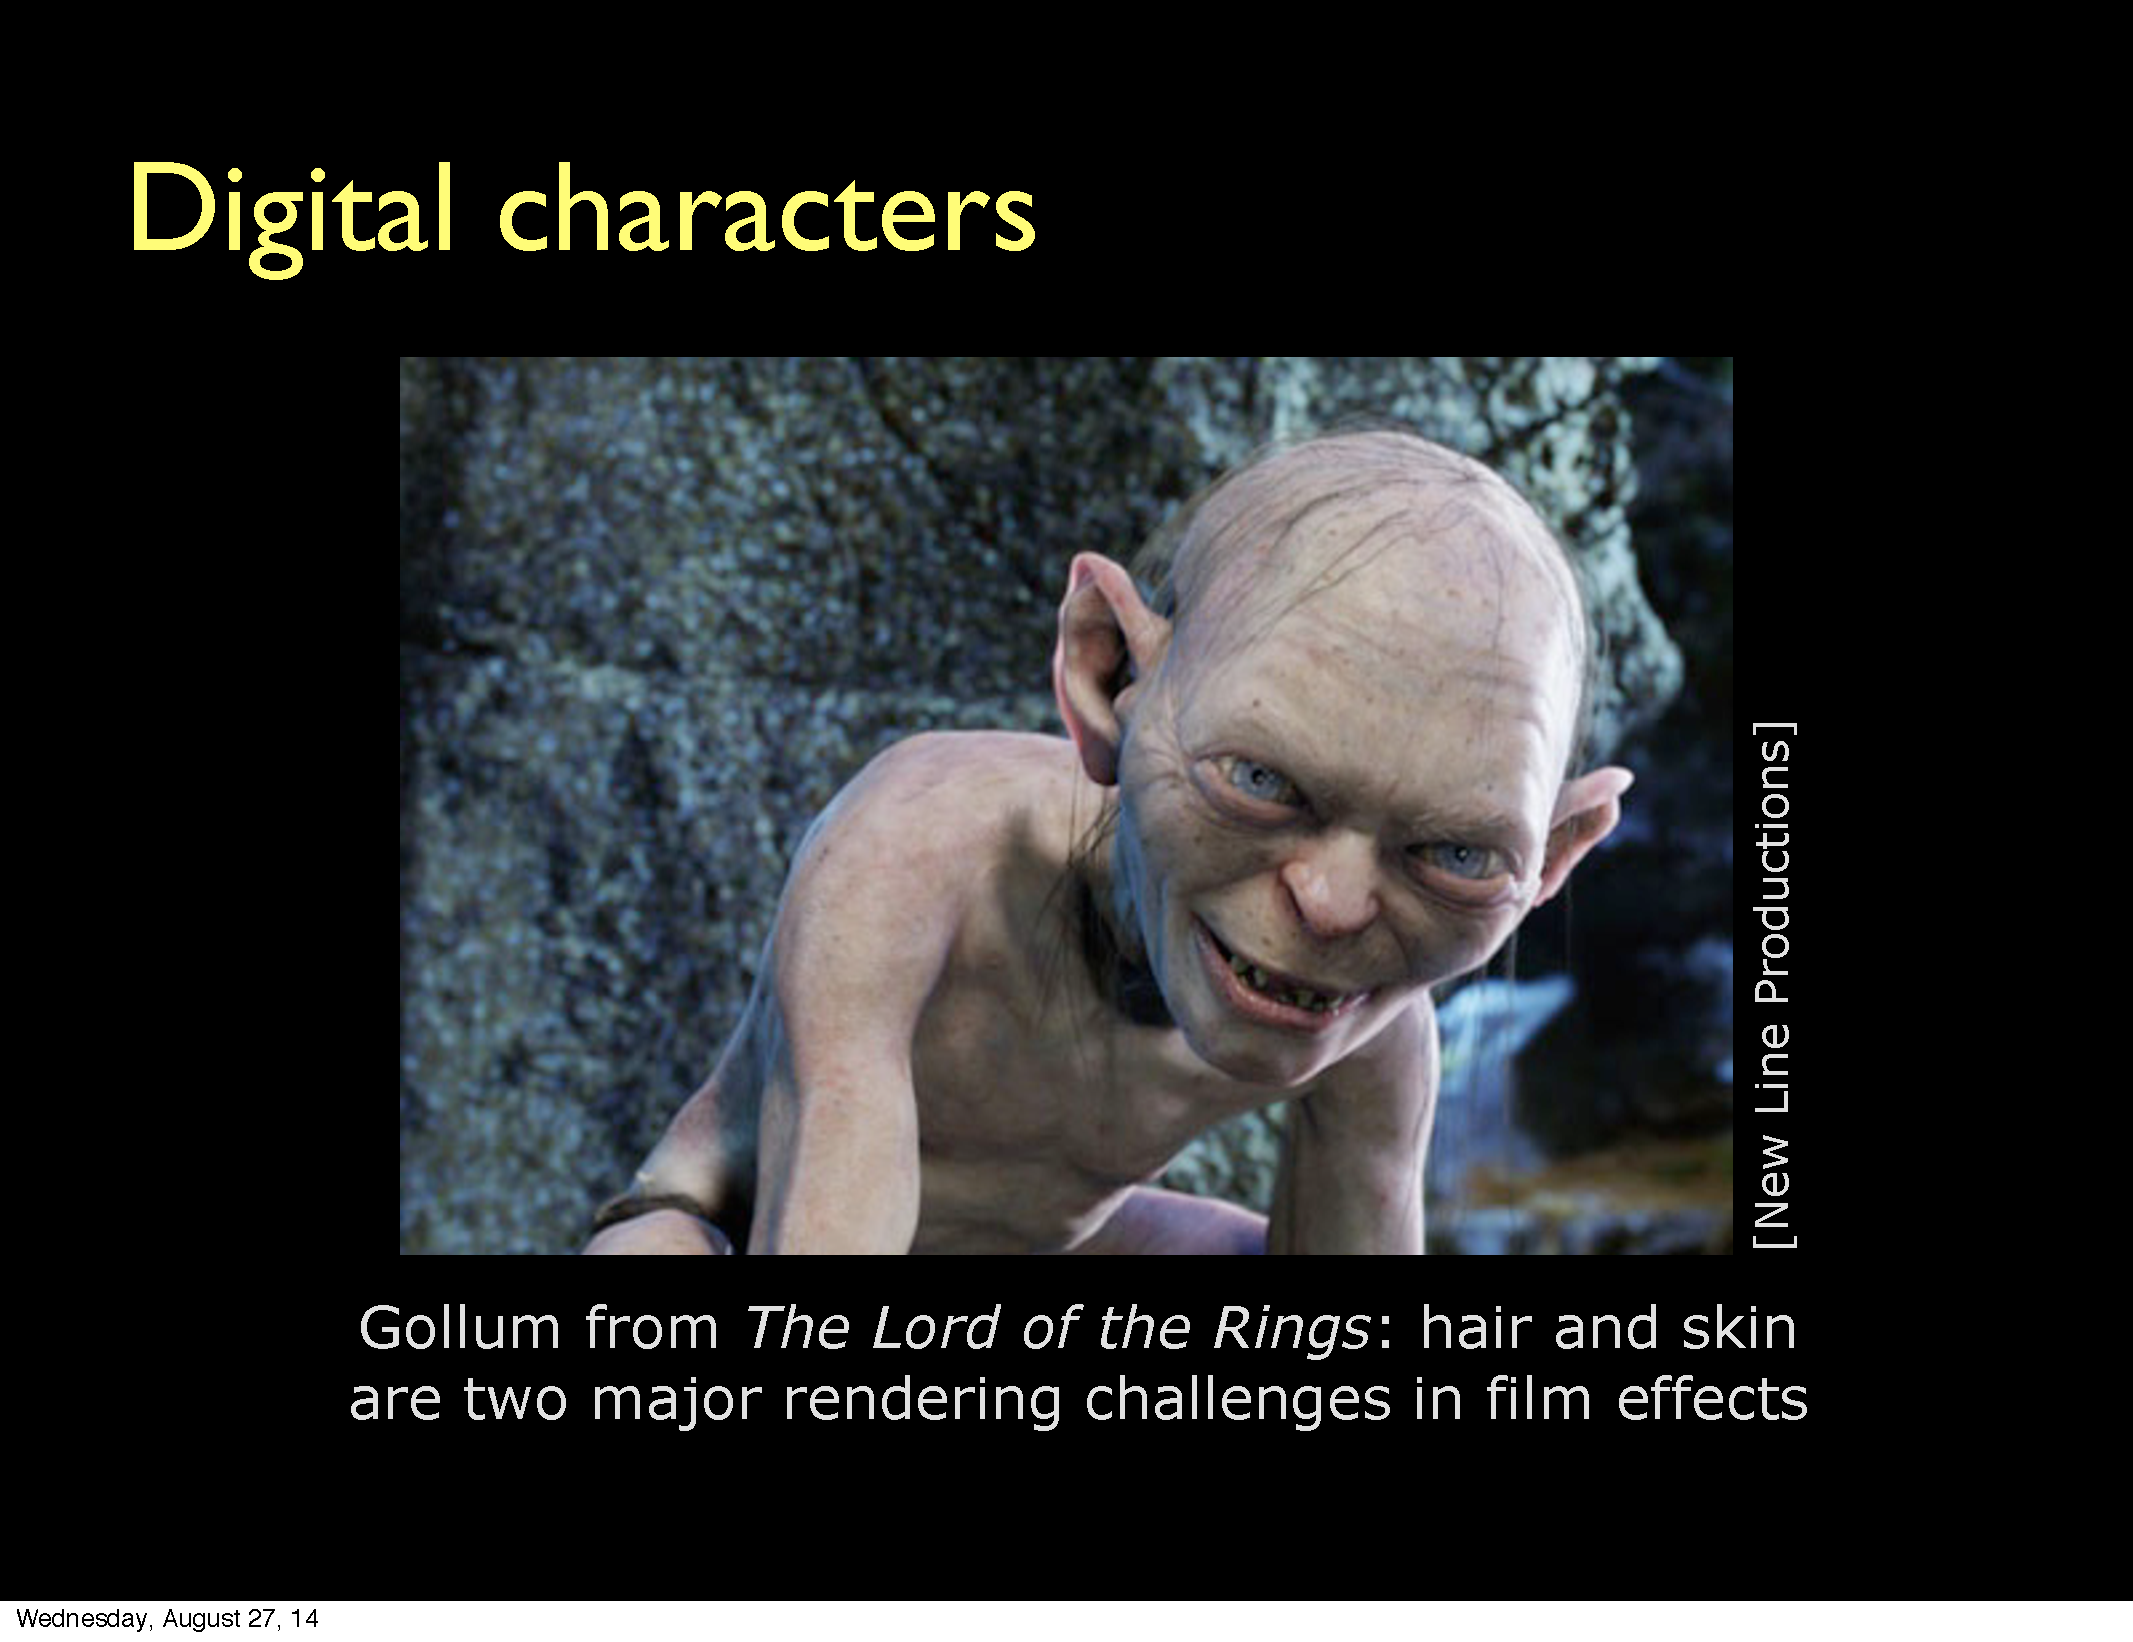 Digital characters
[New Line Productions]
Gollum from The Lord of the Rings: hair and skin
are two major rendering challenges in film effects
Wednesday, August 27, 14